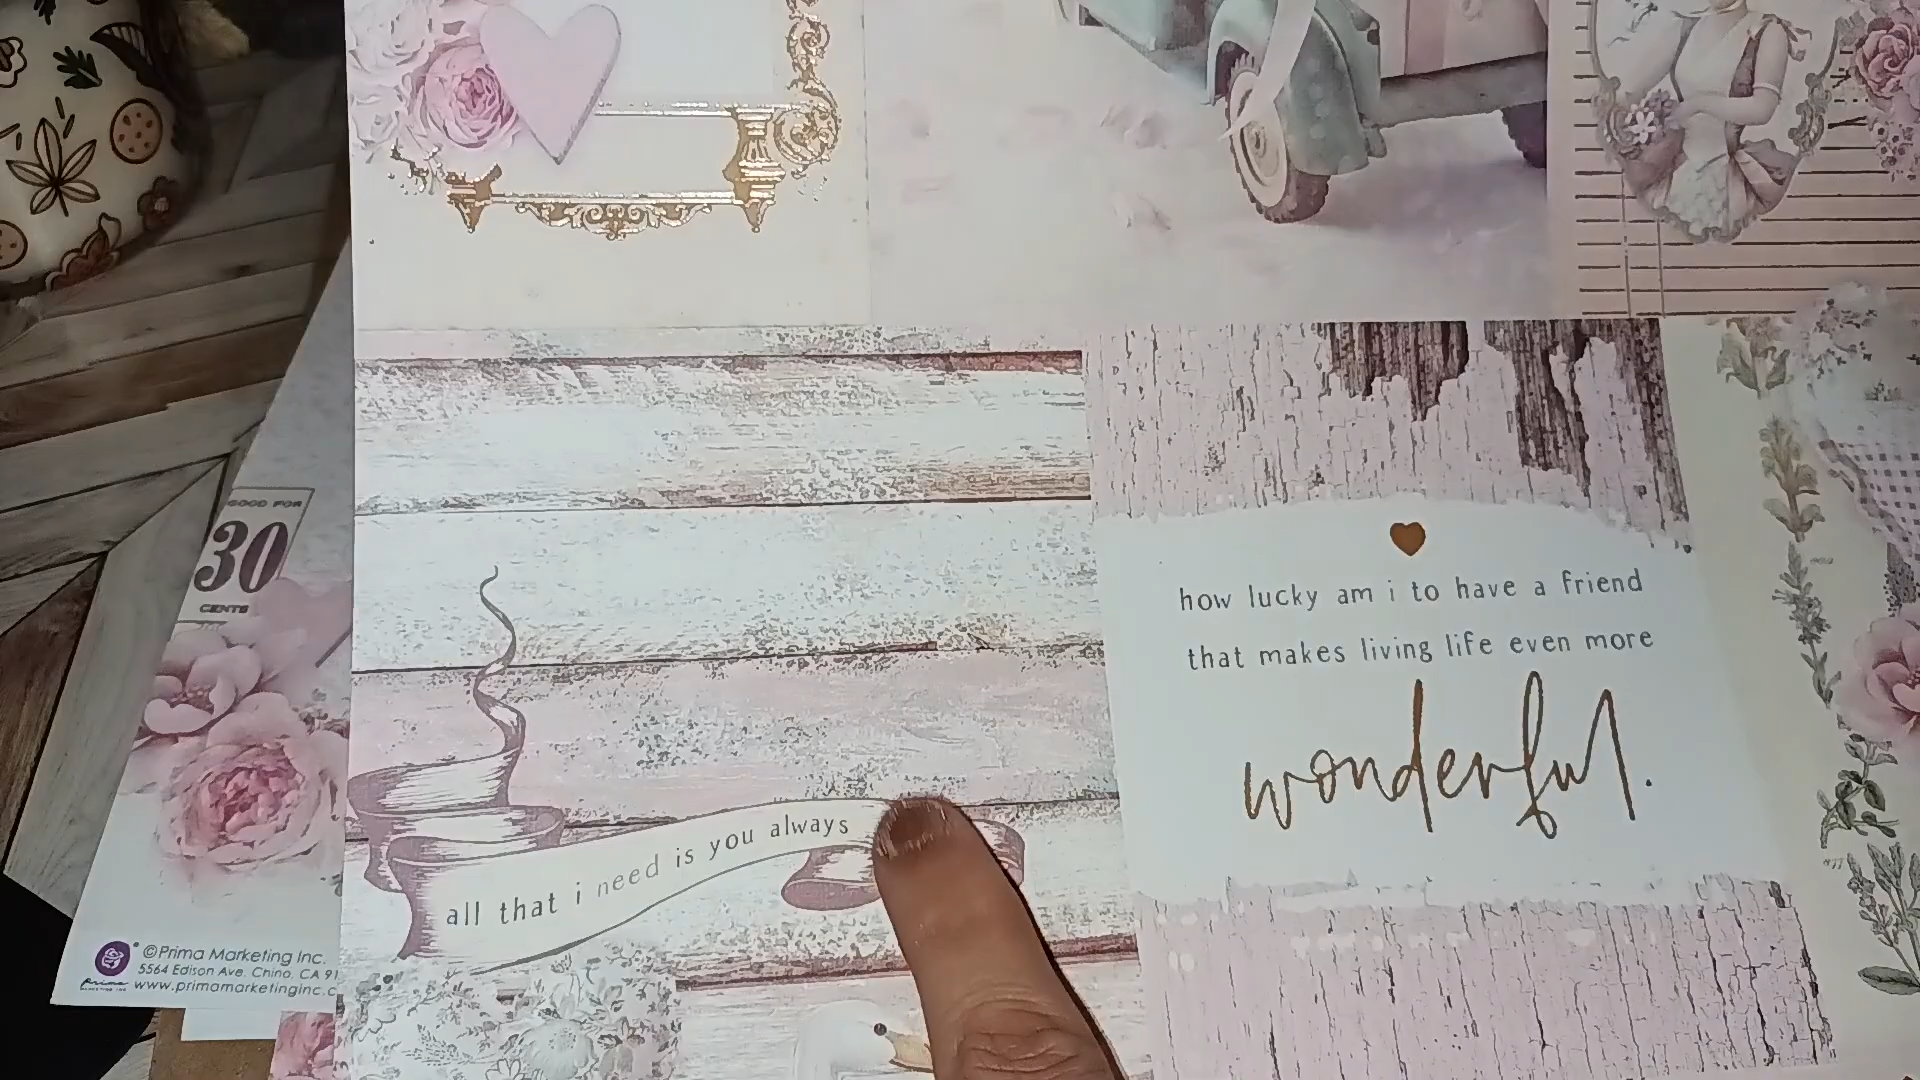 GOOD FOR
30
CENTS
how lucky am i to have a friend
that makes living life even more
wonderful.
all that i need is you always
©Prima Marketing Inc.
5564 Edison Ave. Chino, CA 91
www.primamarketinginc.c